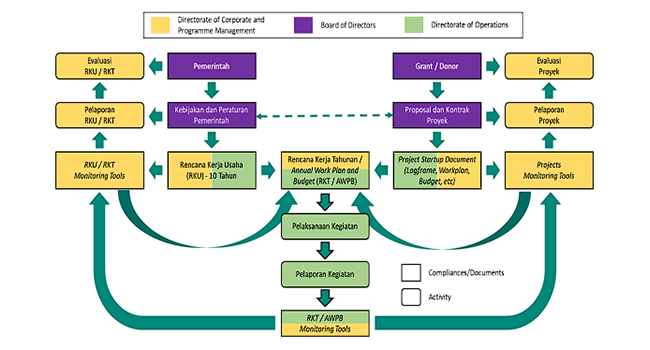 Directorate of Corporate and
Programme Management
Board of Directors
Directorate of Operations
Evaluasi
RKU / RKT
Pemerintah
Grant / Donor
Evaluasi
Proyek
Pelaporan
RKU / RKT
Kebijakan dan Peraturan
Pemerintah
Proposal dan Kontrak
Proyek
Pelaporan
Proyek
RKU / RKT
Monitoring Tools
Rencana Kerja Usaha
(RKU) - 10 Tahun
Rencana Kerja Tahunan /
Annual Work Plan and
Budget (RKT / AWPB)
Project Startup Document
(Logframe, Workplan,
Budget, etc)
Projects
Monitoring Tools
Pelaksanaan Kegiatan
Pelaporan Kegiatan
RKT / AWPB
Monitoring Tools
Compliances/Documents
Activity